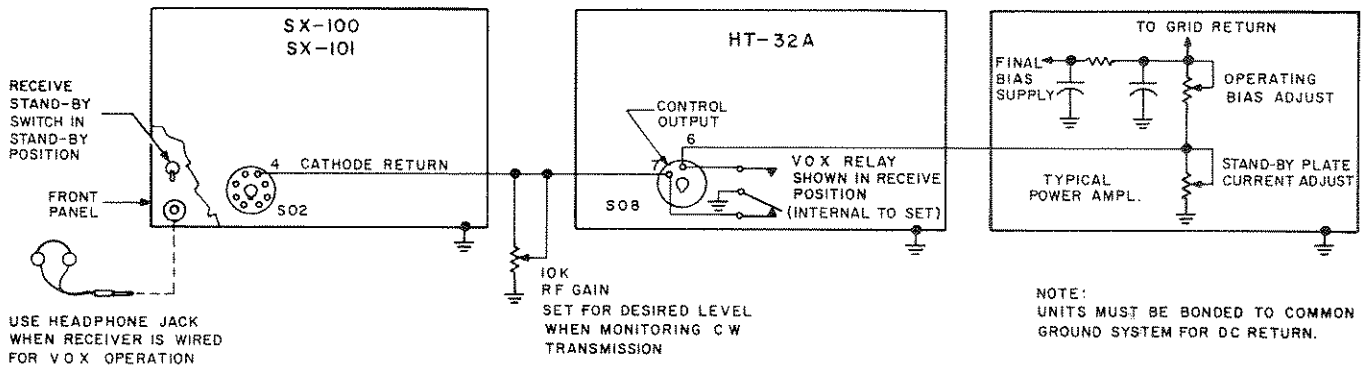 SX-100
SX-101
RECEIVE
STAND-BY
SWITCH IN
STAND-BY
POSITION
FRONT
PANEL
4 CATHODE RETURN
SO2
USE HEADPHONE JACK
WHEN RECEIVER IS WIRED
FOR VOX OPERATION
10K
RF GAIN
SET FOR DESIRED LEVEL
WHEN MONITORING CW
TRANSMISSION
HT-32A
CONTROL
OUTPUT
6
7
SO8
VOX RELAY
SHOWN IN RECEIVE
POSITION
(INTERNAL TO SET)
TO GRID RETURN
FINAL
BIAS
SUPPLY
OPERATING
BIAS ADJUST
STAND-BY PLATE
CURRENT ADJUST
TYPICAL
POWER AMPL.
NOTE:
UNITS MUST BE BONDED TO COMMON
GROUND SYSTEM FOR DC RETURN.